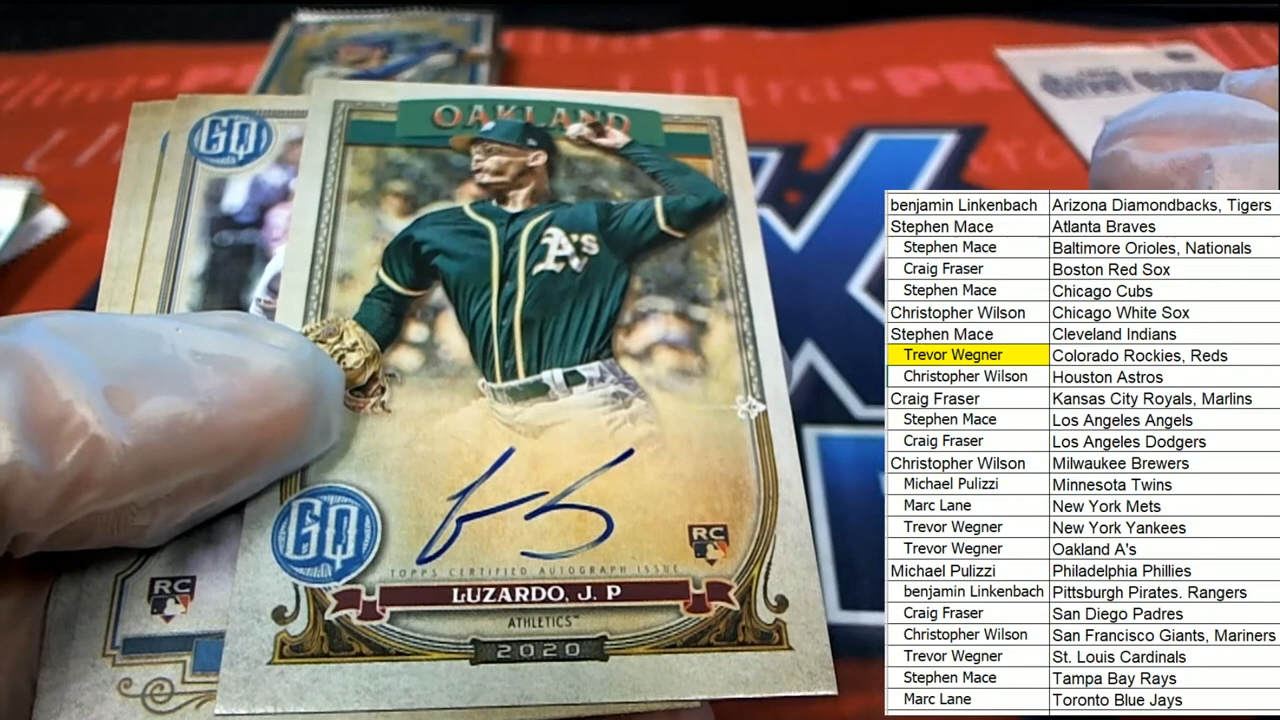 OAKLAND
GQ
A's
GQ
RC
RC
TOPPS CERTIFIED AUTOGRAPH ISSUE
LUZARDO, J. P
ATHLETICS™
2020
benjamin Linkenbach Arizona Diamondbacks, Tigers
Stephen Mace Atlanta Braves
Stephen Mace Baltimore Orioles, Nationals
Craig Fraser Boston Red Sox
Stephen Mace Chicago Cubs
Christopher Wilson Chicago White Sox
Stephen Mace Cleveland Indians
Trevor Wegner Colorado Rockies, Reds
Christopher Wilson Houston Astros
Craig Fraser Kansas City Royals, Marlins
Stephen Mace Los Angeles Angels
Craig Fraser Los Angeles Dodgers
Christopher Wilson Milwaukee Brewers
Michael Pulizzi Minnesota Twins
Marc Lane New York Mets
Trevor Wegner New York Yankees
Trevor Wegner Oakland A's
Michael Pulizzi Philadelphia Phillies
benjamin Linkenbach Pittsburgh Pirates. Rangers
Craig Fraser San Diego Padres
Christopher Wilson San Francisco Giants, Mariners
Trevor Wegner St. Louis Cardinals
Stephen Mace Tampa Bay Rays
Marc Lane Toronto Blue Jays